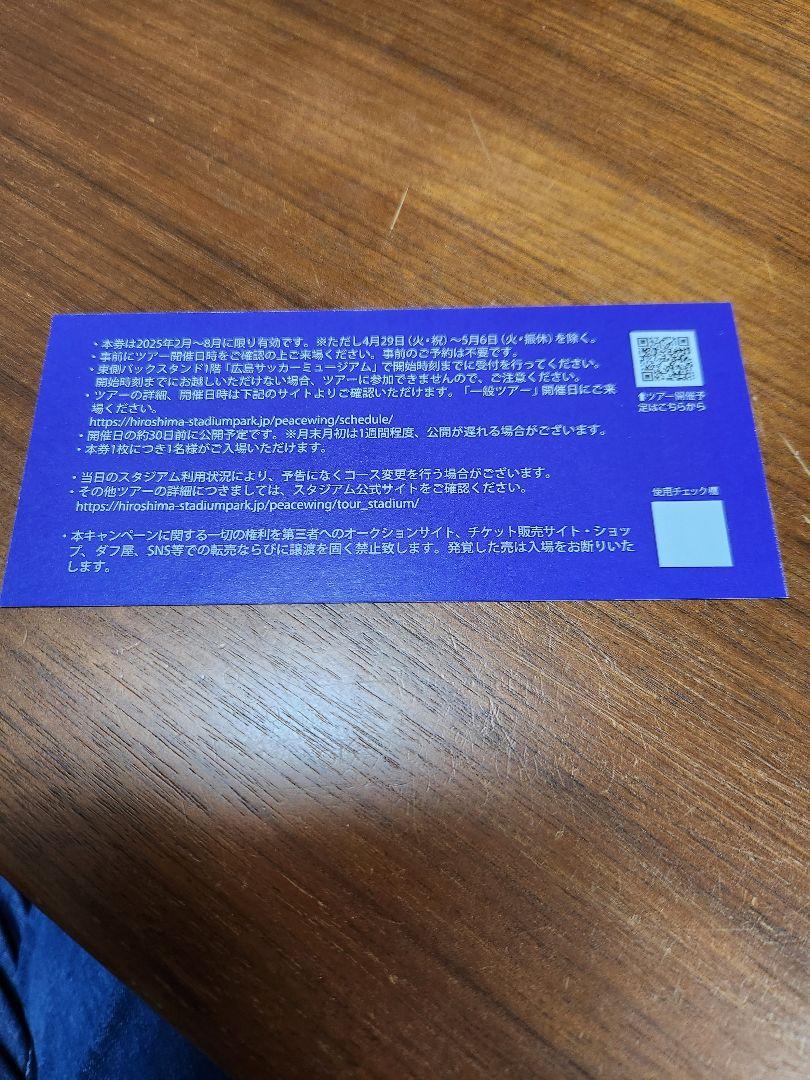 ・本券は2025年2月～8月に限り有効です。※ただし4月29日（火・祝）～5月6日（火・振休）を除く。
・事前にツアー開催日時をご確認の上ご来場ください。事前のご予約は不要です。
・東側バックスタンド1階「広島サッカーミュージアム」で開始時刻までに受付を行ってください。
開始時刻までにお越しいただけない場合、ツアーに参加できませんので、ご注意ください。
・ツアーの詳細、開催日時は下記のサイトよりご確認いただけます。「一般ツアー」開催日にご来
場ください。
https://hiroshima-stadiumpark.jp/peacewing/schedule/
・開催日の約30日前に公開予定です。※月末月初は1週間程度、公開が遅れる場合がございます。
・本券1枚につき1名様がご入場いただけます。
・当日のスタジアム利用状況により、予告になくコース変更を行う場合がございます。
・その他ツアーの詳細につきましては、スタジアム公式サイトをご確認ください。
https://hiroshima-stadiumpark.jp/peacewing/tour_stadium/
・本キャンペーンに関する一切の権利を第三者へのオークションサイト、チケット販売サイト・ショッ
プ、ダフ屋、SNS等での転売ならびに譲渡を固く禁止致します。発覚した売は入場をお断りいた
します。
⬆ツアー開催予
定はこちらから
使用チェック欄